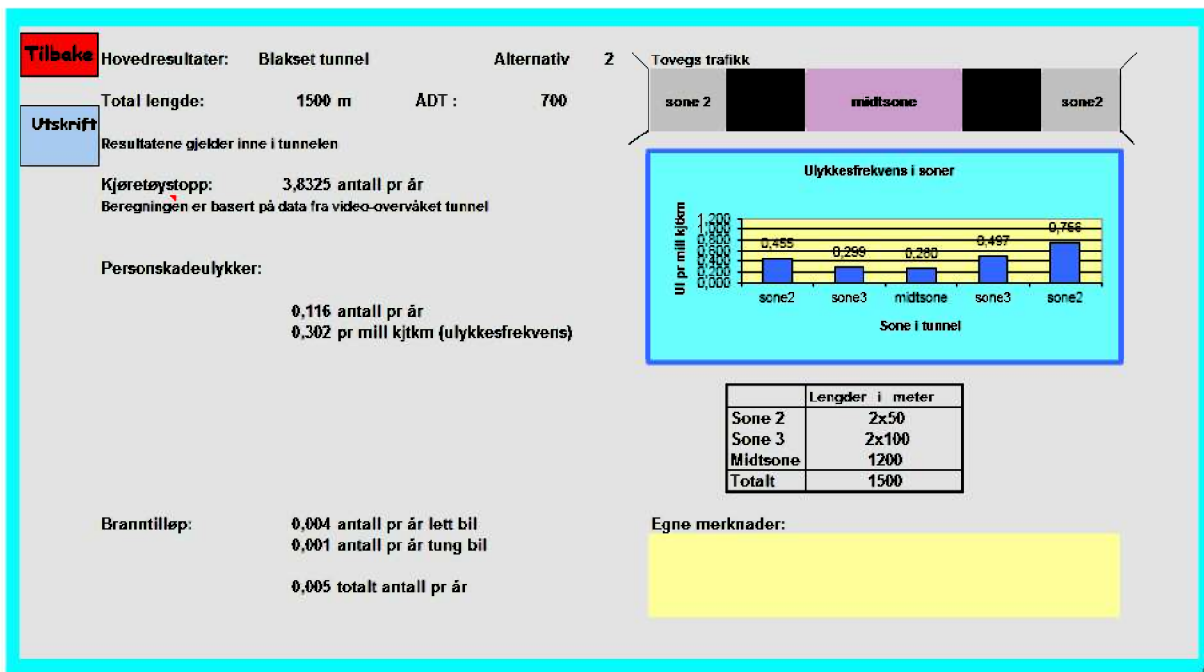 Tilbake
Hovedresultater: Blakset tunnel Alternativ 2
Total lengde: 1500 m ÅDT : 700
Utskrift
Resultatene gjelder inne i tunnelen
Kjøretøystopp: 3,8325 antall pr år
Beregningen er basert på data fra video-overvåket tunnel
Personskadeulykker:
0,116 antall pr år
0,302 pr mill kjtkm (ulykkesfrekvens)
Branntilløp: 0,004 antall pr år lett bil
0,001 antall pr år tung bil
0,005 totalt antall pr år
Tovegs trafikk
sone 2 midtsone sone2
Ulykkesfrekvens i soner
Ul pr mill kjtkm
1,200
1,000
0,800
0,600
0,400
0,200
0,000
0,455 0,299 0,260 0,497 0,756
sone2 sone3 midtsone sone3 sone2
Sone i tunnel
Lengder i meter
Sone 2 2x50
Sone 3 2x100
Midtsone 1200
Totalt 1500
Egne merknader: